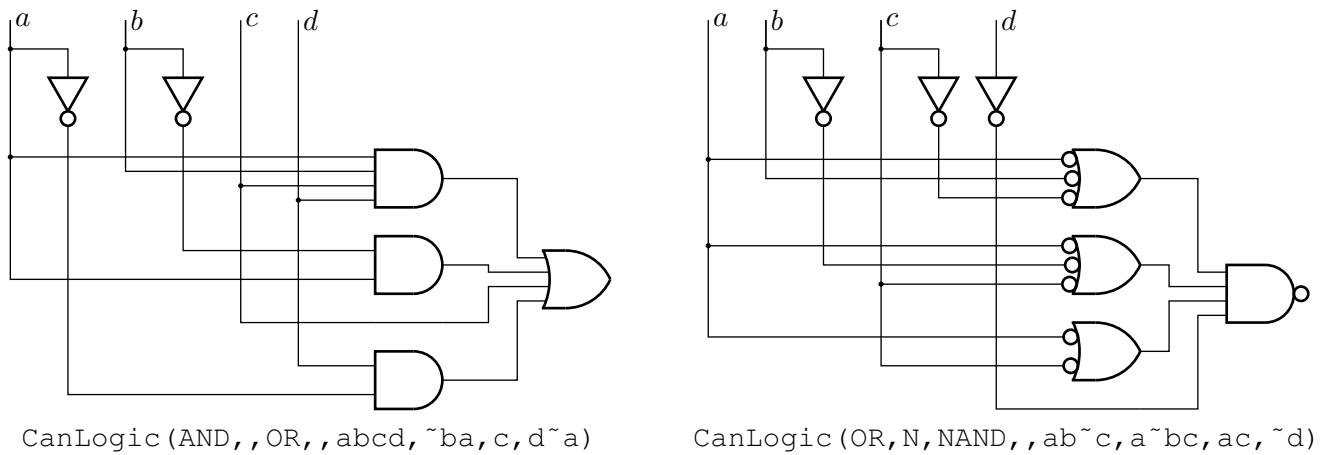 a b c d
a b c d
CanLogic(AND,,OR,,abcd,~ba,c,d~a)
CanLogic(OR,N,NAND,,ab~c,a~bc,ac,~d)